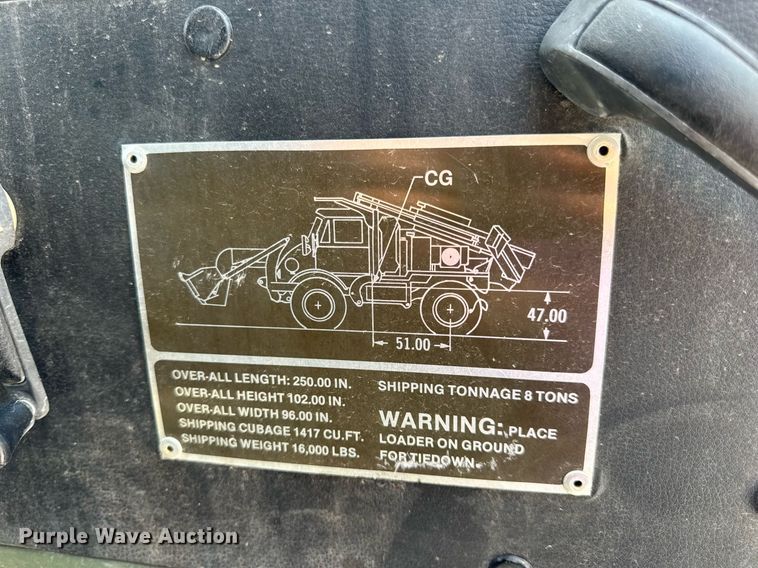 CG
47.00
51.00
OVER-ALL LENGTH: 250.00 IN.
OVER-ALL HEIGHT 102.00 IN.
OVER-ALL WIDTH 96.00 IN.
SHIPPING CUBAGE 1417 CU.FT.
SHIPPING WEIGHT 16,000 LBS.
SHIPPING TONNAGE 8 TONS
WARNING: PLACE
LOADER ON GROUND
FOR TIEDOWN.
Purple Wave Auction®